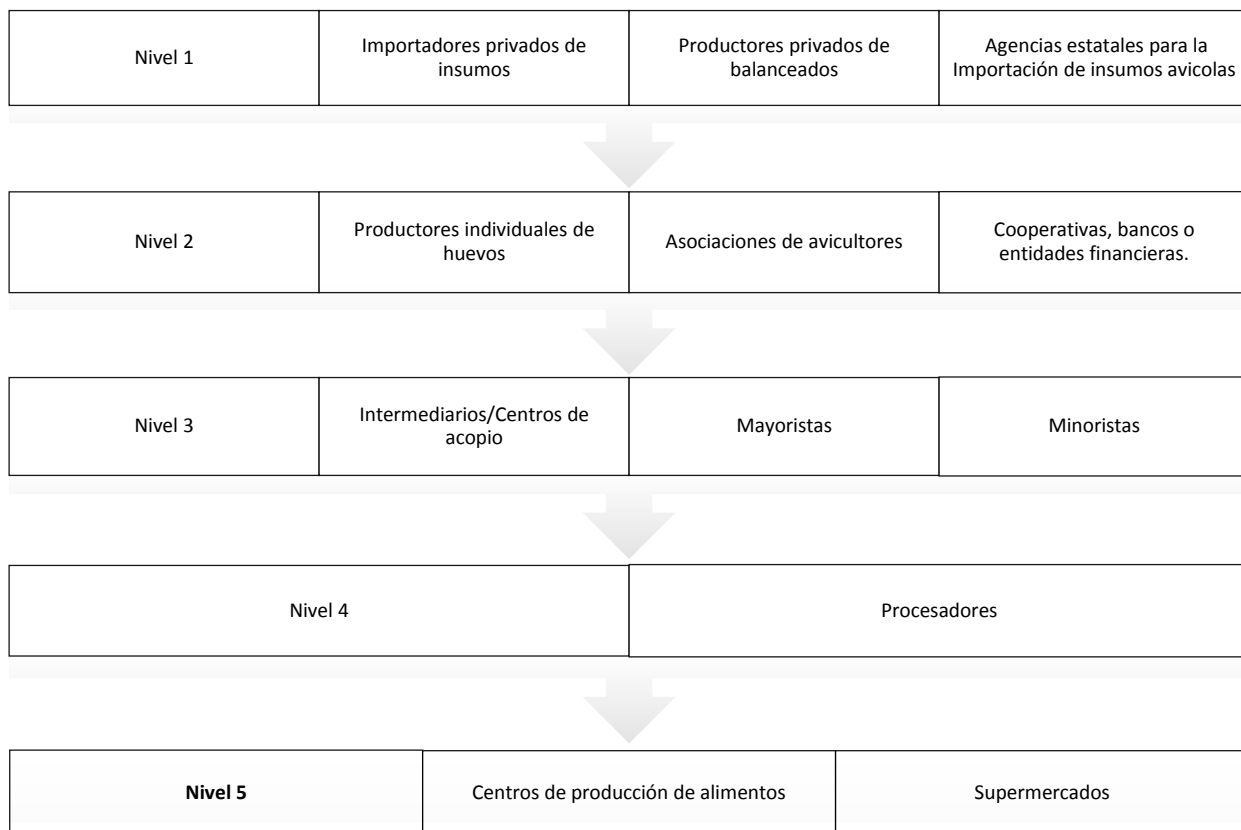 Nivel 1
Importadores privados de
insumos
Productores privados de
balanceados
Agencias estatales para la
Importación de insumos avicolas
Nivel 2
Productores individuales de
huevos
Asociaciones de avicultores
Cooperativas, bancos o
entidades financieras.
Nivel 3
Intermediarios/Centros de
acopio
Mayoristas
Minoristas
Nivel 4
Procesadores
Nivel 5
Centros de producción de alimentos
Supermercados